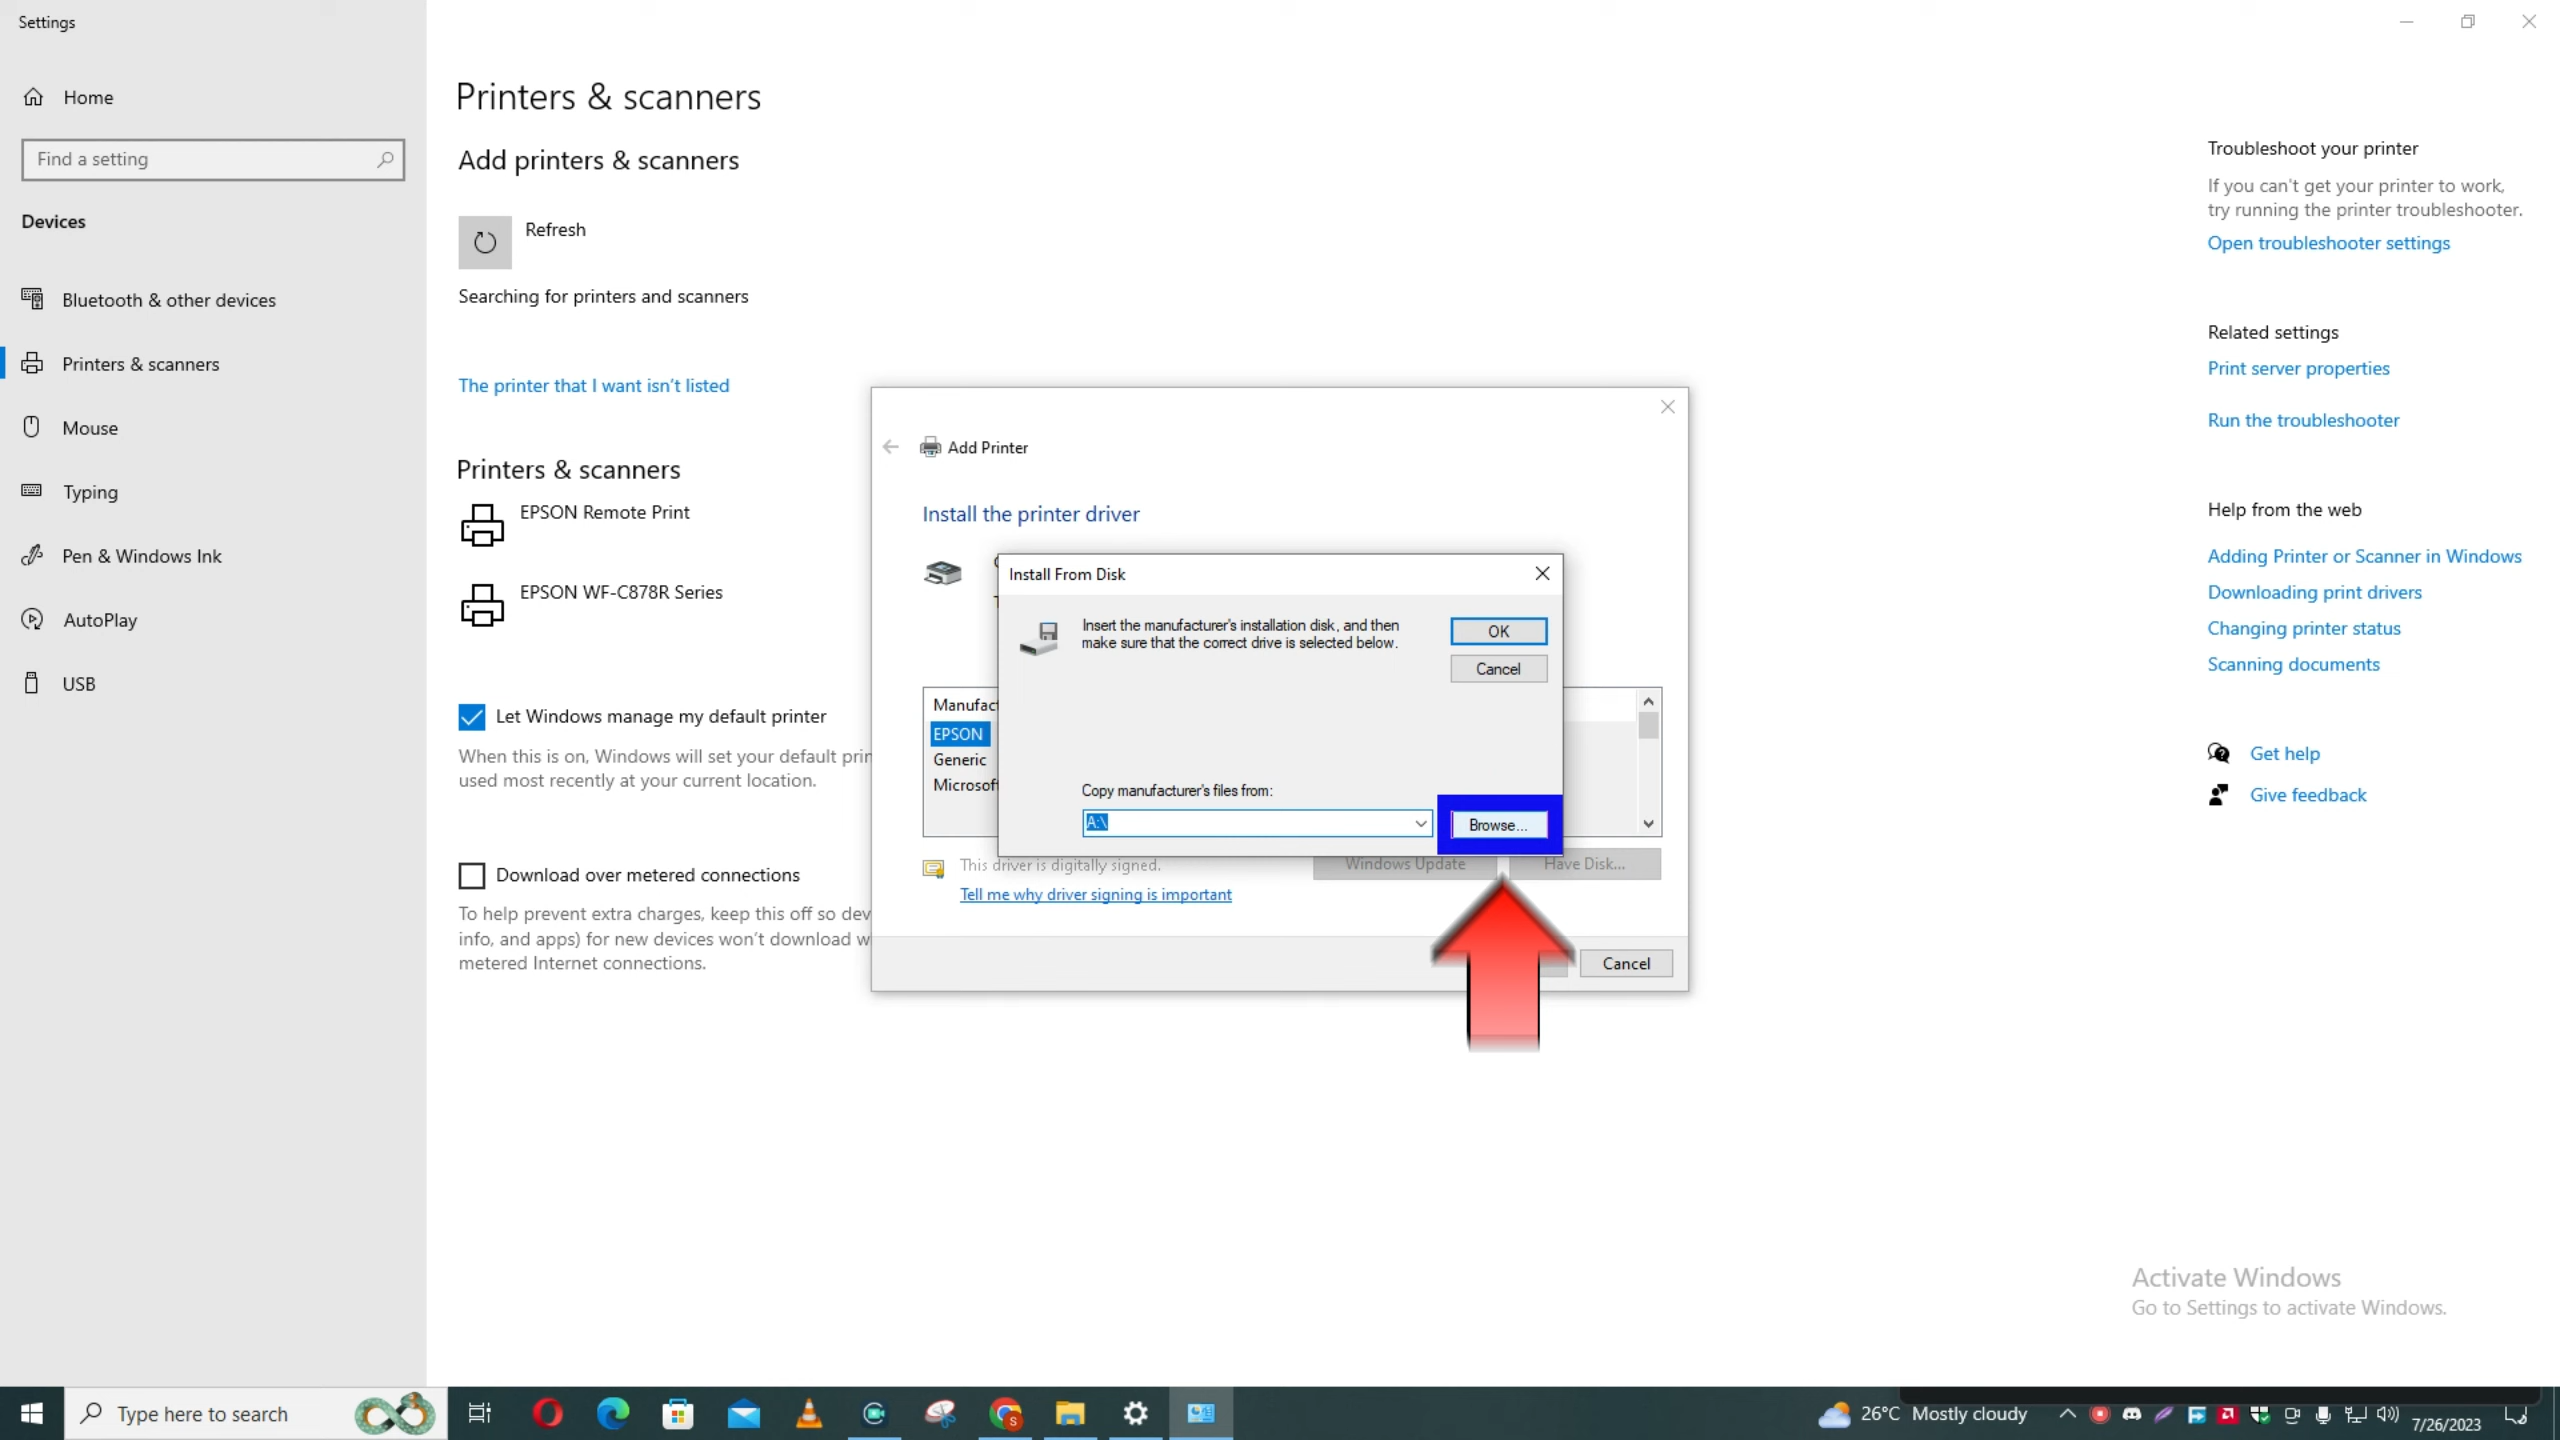 Settings
Home
Find a setting
Devices
Bluetooth & other devices
Printers & scanners
Mouse
Typing
Pen & Windows Ink
AutoPlay
USB
Printers & scanners
Add printers & scanners
Refresh
Searching for printers and scanners
The printer that I want isn't listed
Printers & scanners
EPSON Remote Print
EPSON WF-C878R Series
Let Windows manage my default printer
When this is on, Windows will set your default prin
used most recently at your current location.
Download over metered connections
To help prevent extra charges, keep this off so dev
info, and apps) for new devices won't download w
metered Internet connections.
Add Printer
Install the printer driver
Manufact
EPSON
Generic
Microsoft
This driver is digitally signed.
Tell me why driver signing is important
Windows Update
Have Disk...
Cancel
Install From Disk
Insert the manufacturer's installation disk, and then
make sure that the correct drive is selected below.
OK
Cancel
Copy manufacturer's files from:
A:\
Browse...
Troubleshoot your printer
If you can't get your printer to work,
try running the printer troubleshooter.
Open troubleshooter settings
Related settings
Print server properties
Run the troubleshooter
Help from the web
Adding Printer or Scanner in Windows
Downloading print drivers
Changing printer status
Scanning documents
Get help
Give feedback
Activate Windows
Go to Settings to activate Windows.
Type here to search
26°C Mostly cloudy
7/26/2023